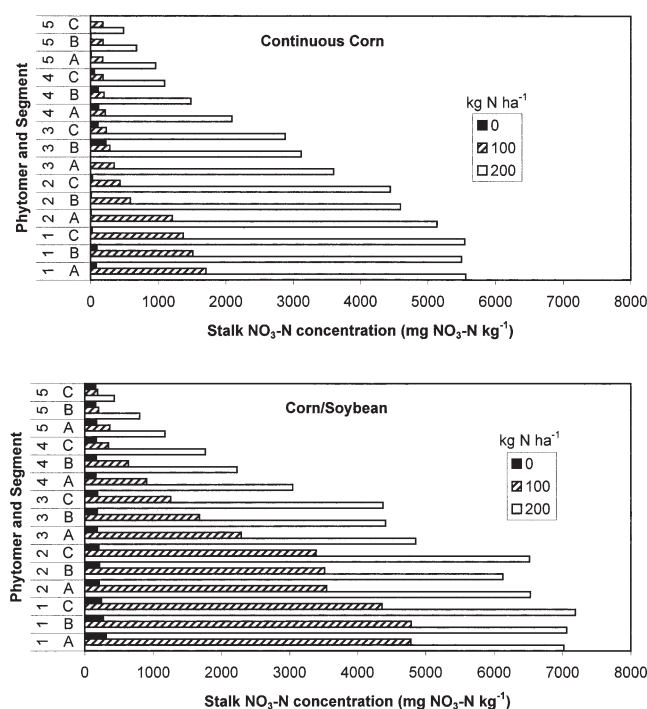 Continuous Corn
Phytomer and Segment
5 C
5 B
5 A
4 C
4 B
4 A
3 C
3 B
3 A
2 C
2 B
2 A
1 C
1 B
1 A
kg N ha⁻¹
0
100
200
0 1000 2000 3000 4000 5000 6000 7000 8000
Stalk NO₃-N concentration (mg NO₃-N kg⁻¹)
Corn/Soybean
Phytomer and Segment
5 C
5 B
5 A
4 C
4 B
4 A
3 C
3 B
3 A
2 C
2 B
2 A
1 C
1 B
1 A
kg N ha⁻¹
0
100
200
0 1000 2000 3000 4000 5000 6000 7000 8000
Stalk NO₃-N concentration (mg NO₃-N kg⁻¹)